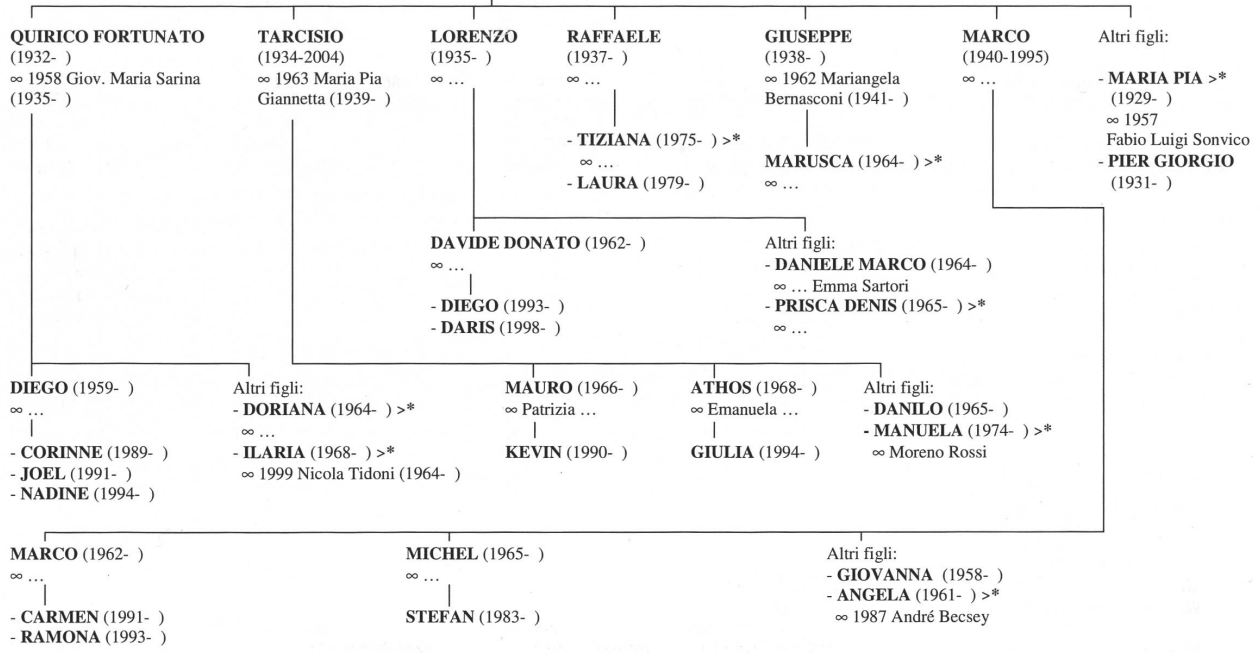 QUIRICO FORTUNATO
(1932- )
∞ 1958 Giov. Maria Sarina
(1935- )
TARCISIO
(1934-2004)
∞ 1963 Maria Pia
Giannetta (1939- )
LORENZO
(1935- )
∞ …
RAFFAELE
(1937- )
∞ …
- TIZIANA (1975- ) >*
∞ …
- LAURA (1979- )
GIUSEPPE
(1938- )
∞ 1962 Mariangela
Bernasconi (1941- )
MARUSCA (1964- ) >*
∞ …
MARCO
(1940-1995)
∞ …
Altri figli:
- MARIA PIA >*
(1929- )
∞ 1957
Fabio Luigi Sonvico
- PIER GIORGIO
(1931- )
DAVIDE DONATO (1962- )
∞ …
- DIEGO (1993- )
- DARIS (1998- )
Altri figli:
- DANIELE MARCO (1964- )
∞ … Emma Sartori
- PRISCA DENIS (1965- ) >*
∞ …
DIEGO (1959- )
∞ …
- CORINNE (1989- )
- JOEL (1991- )
- NADINE (1994- )
Altri figli:
- DORIANA (1964- ) >*
∞ …
- ILARIA (1968- ) >*
∞ 1999 Nicola Tidoni (1964- )
MAURO (1966- )
∞ Patrizia …
KEVIN (1990- )
ATHOS (1968- )
∞ Emanuela …
GIULIA (1994- )
Altri figli:
- DANILO (1965- )
- MANUELA (1974- ) >*
∞ Moreno Rossi
MARCO (1962- )
∞ …
- CARMEN (1991- )
- RAMONA (1993- )
MICHEL (1965- )
∞ …
STEFAN (1983- )
Altri figli:
- GIOVANNA (1958- )
- ANGELA (1961- ) >*
∞ 1987 André Becsey